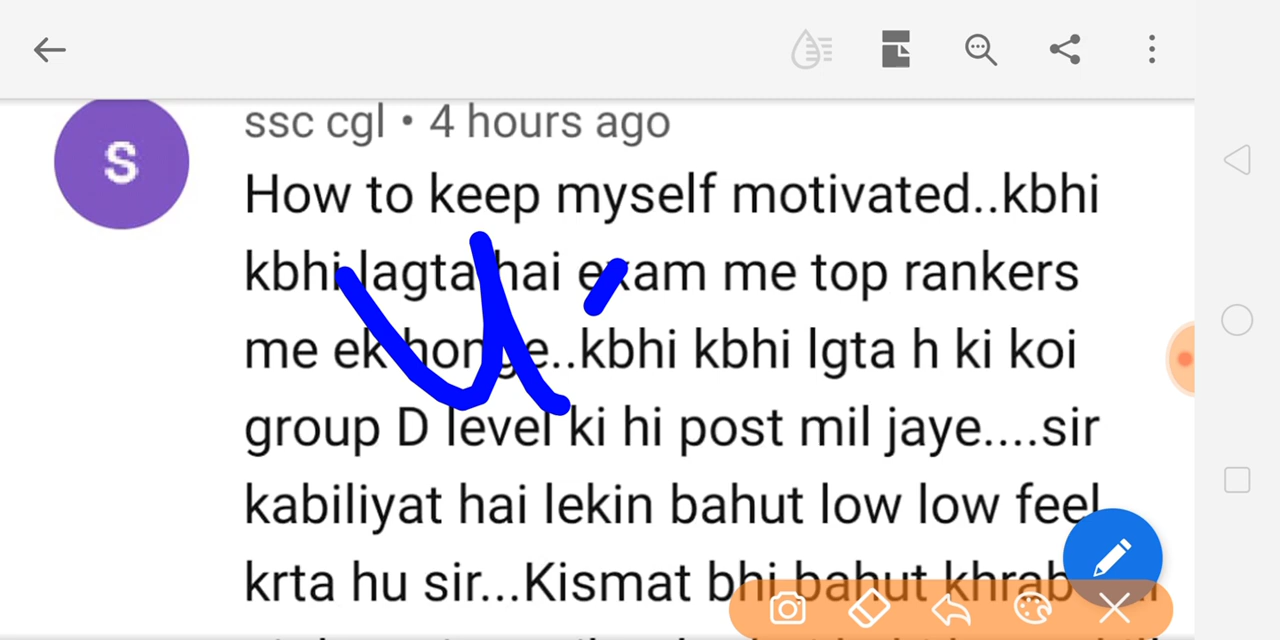 S
ssc cgl • 4 hours ago
How to keep myself motivated..kbhi
kbhi lagta hai exam me top rankers
me ek honge..kbhi kbhi lgta h ki koi
group D level ki hi post mil jaye....sir
kabiliyat hai lekin bahut low low feel
krta hu sir...Kismat bhi bahut khrab